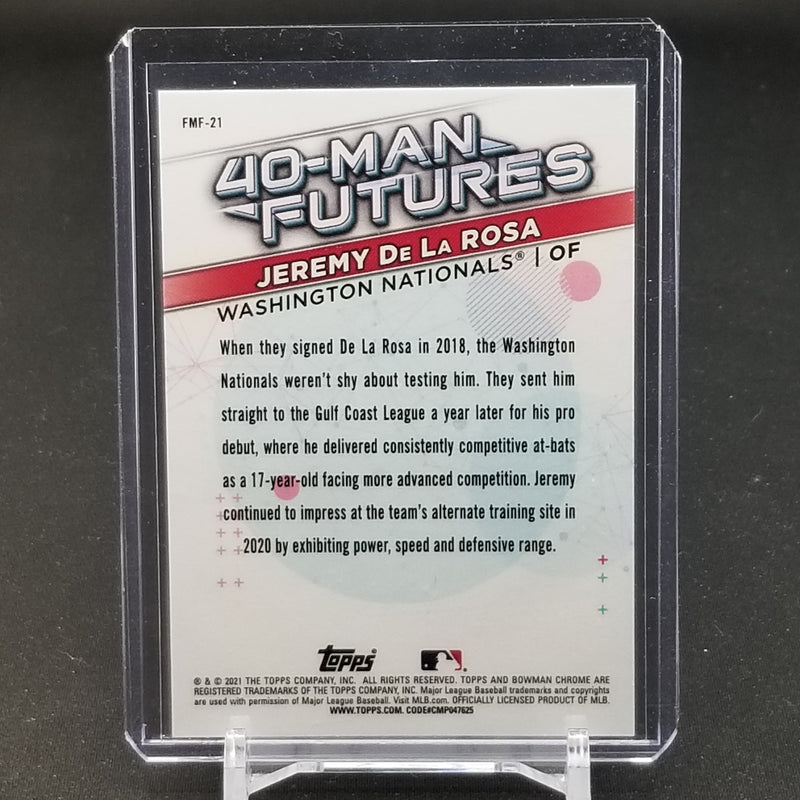 FMF-21
40-MAN
FUTURES
JEREMY DE LA ROSA
WASHINGTON NATIONALS® | OF
When they signed De La Rosa in 2018, the Washington
Nationals weren't shy about testing him. They sent him
straight to the Gulf Coast League a year later for his pro
debut, where he delivered consistently competitive at-bats
as a 17-year-old facing more advanced competition. Jeremy
continued to impress at the team's alternate training site in
2020 by exhibiting power, speed and defensive range.
topps
® & © 2021 THE TOPPS COMPANY, INC. ALL RIGHTS RESERVED. TOPPS AND BOWMAN CHROME ARE
REGISTERED TRADEMARKS OF THE TOPPS COMPANY, INC. Major League Baseball trademarks and copyrights
are used with permission of Major League Baseball. Visit MLB.com. OFFICIALLY LICENSED PRODUCT OF MLB.
WWW.TOPPS.COM. CODE#CMP047625